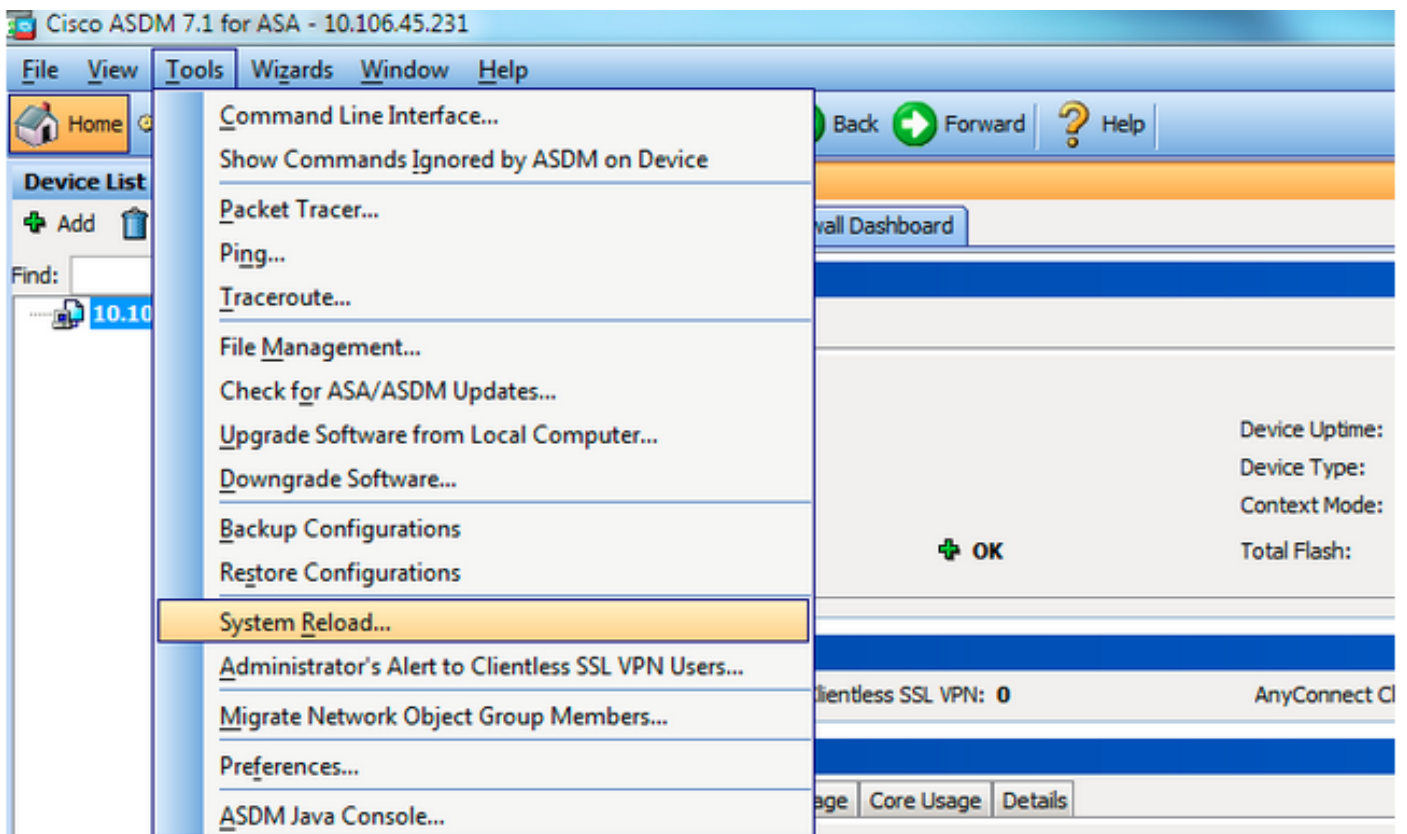 Cisco ASDM 7.1 for ASA - 10.106.45.231
File View Tools Wizards Window Help
Home
Back Forward Help
Command Line Interface...
Show Commands Ignored by ASDM on Device
Packet Tracer...
Ping...
Traceroute...
File Management...
Check for ASA/ASDM Updates...
Upgrade Software from Local Computer...
Downgrade Software...
Backup Configurations
Restore Configurations
System Reload...
Administrator's Alert to Clientless SSL VPN Users...
Migrate Network Object Group Members...
Preferences...
ASDM Java Console...
Device List
Add
Find:
10.10
Dashboard
Device Uptime:
Device Type:
Context Mode:
OK
Total Flash:
SSL VPN: 0
AnyConnect
Core Usage Details